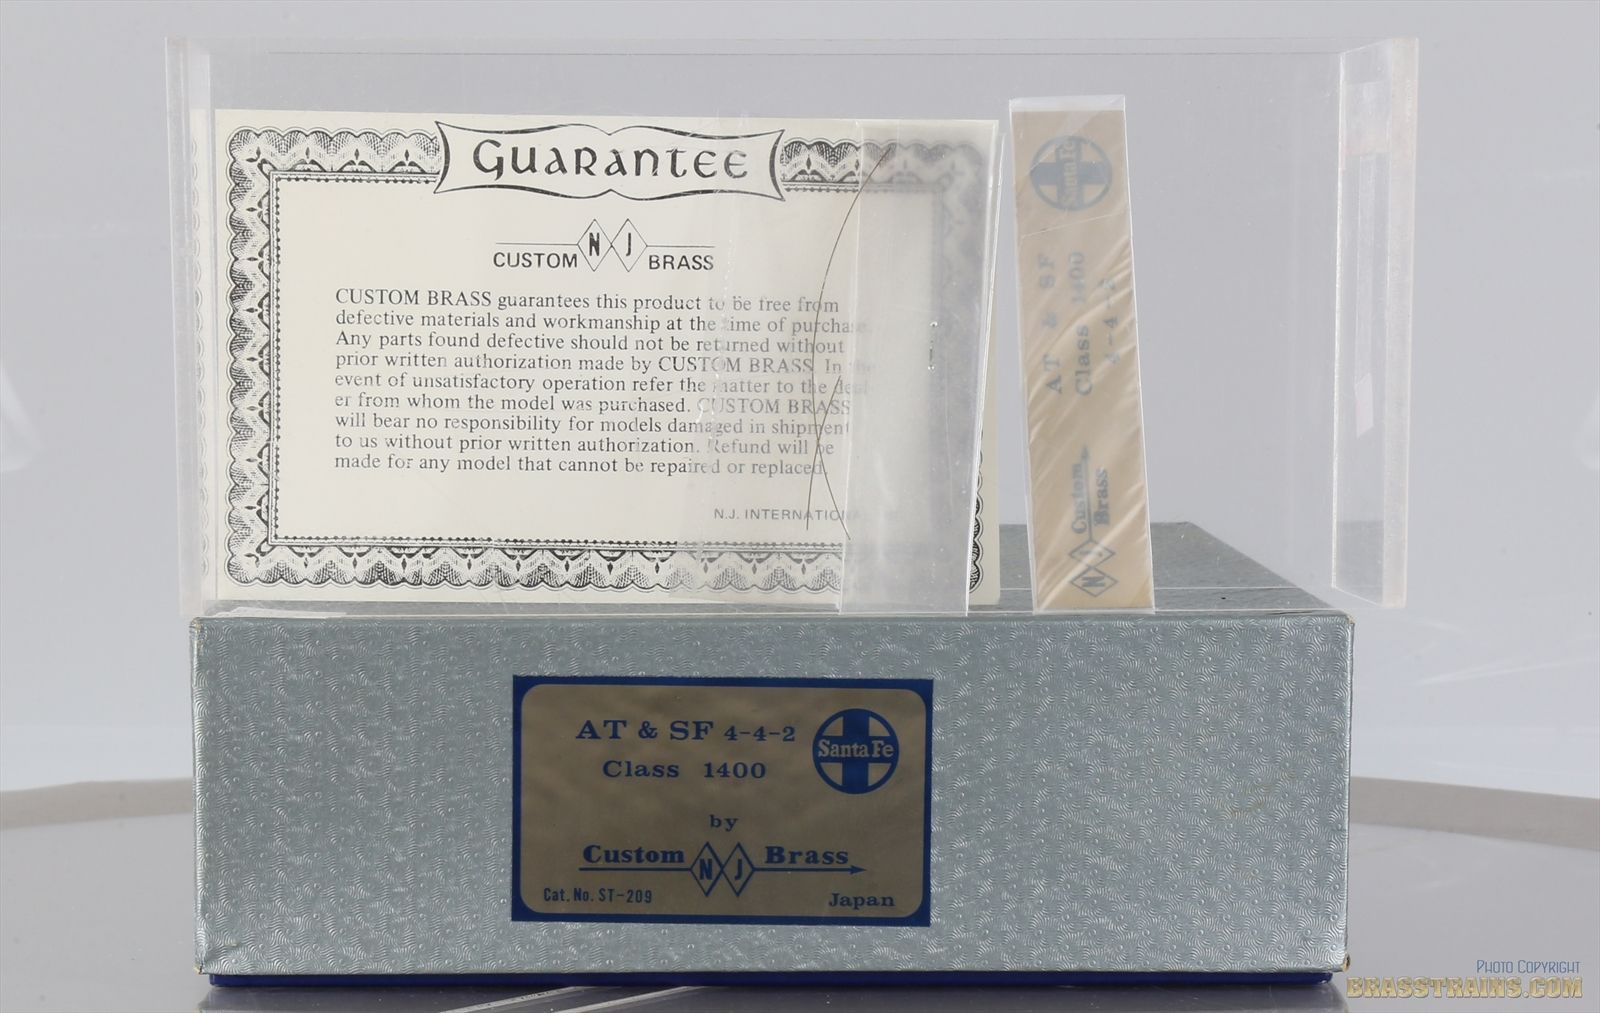 GUARANTEE
N J
CUSTOM BRASS
CUSTOM BRASS guarantees this product to be free from
defective materials and workmanship at the time of purchase.
Any parts found defective should not be returned without
prior written authorization made by CUSTOM BRASS. In the
event of unsatisfactory operation refer the matter to the deal-
er from whom the model was purchased. CUSTOM BRASS
will bear no responsibility for models damaged in shipment
to us without prior written authorization. Refund will be
made for any model that cannot be repaired or replaced.
N.J. INTERNATIONAL
Santa Fe
AT & SF
Class 1400
4-4-2
Custom
Brass
N J
AT & SF 4-4-2
Class 1400
Santa Fe
by
Custom NJ Brass
Cat. No. ST-209
Japan
PHOTO COPYRIGHT
BRASSTRAINS.COM